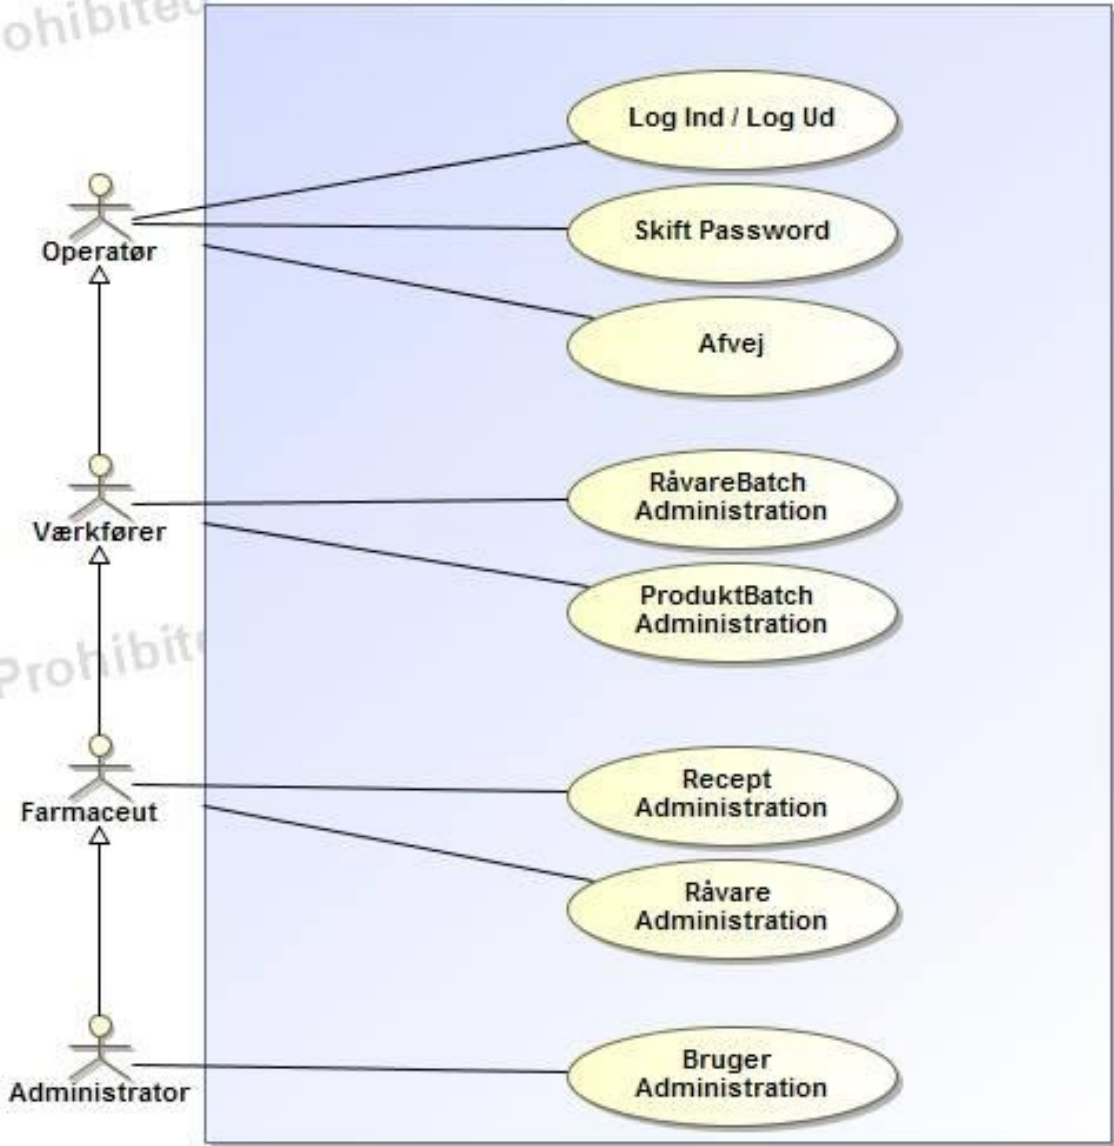 Prohibited
Log Ind / Log Ud
Operatør
Skift Password
Afvej
Værkfører
RåvareBatch
Administration
ProduktBatch
Administration
Farmaceut
Recept
Administration
Råvare
Administration
Administrator
Bruger
Administration